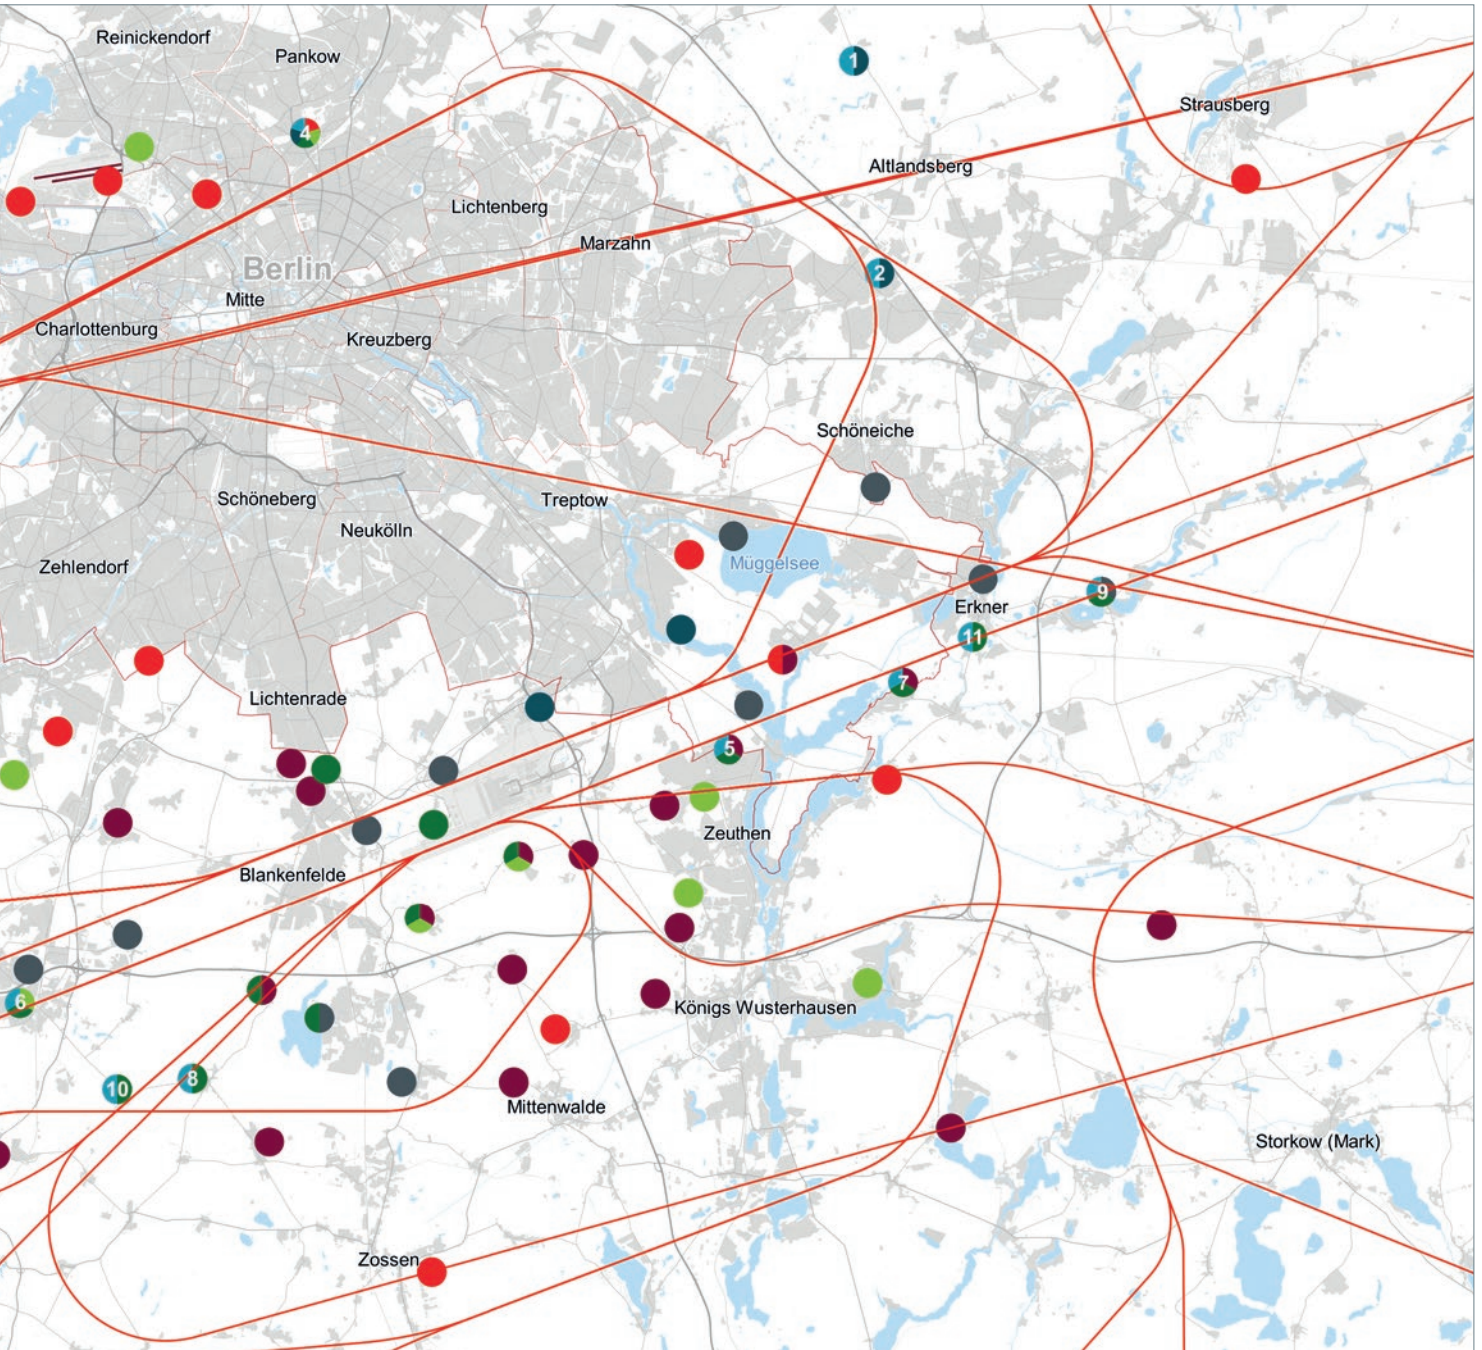 Reinickendorf
Pankow
1
Strausberg
4
Altlandsberg
Lichtenberg
Marzahn
Berlin
2
Mitte
Charlottenburg
Kreuzberg
Schöneiche
Schöneberg
Treptow
Neukölln
Zehlendorf
Müggelsee
9
Erkner
11
7
Lichtenrade
5
Zeuthen
Blankenfelde
6
Königs Wusterhausen
8
10
Mittenwalde
Storkow (Mark)
Zossen